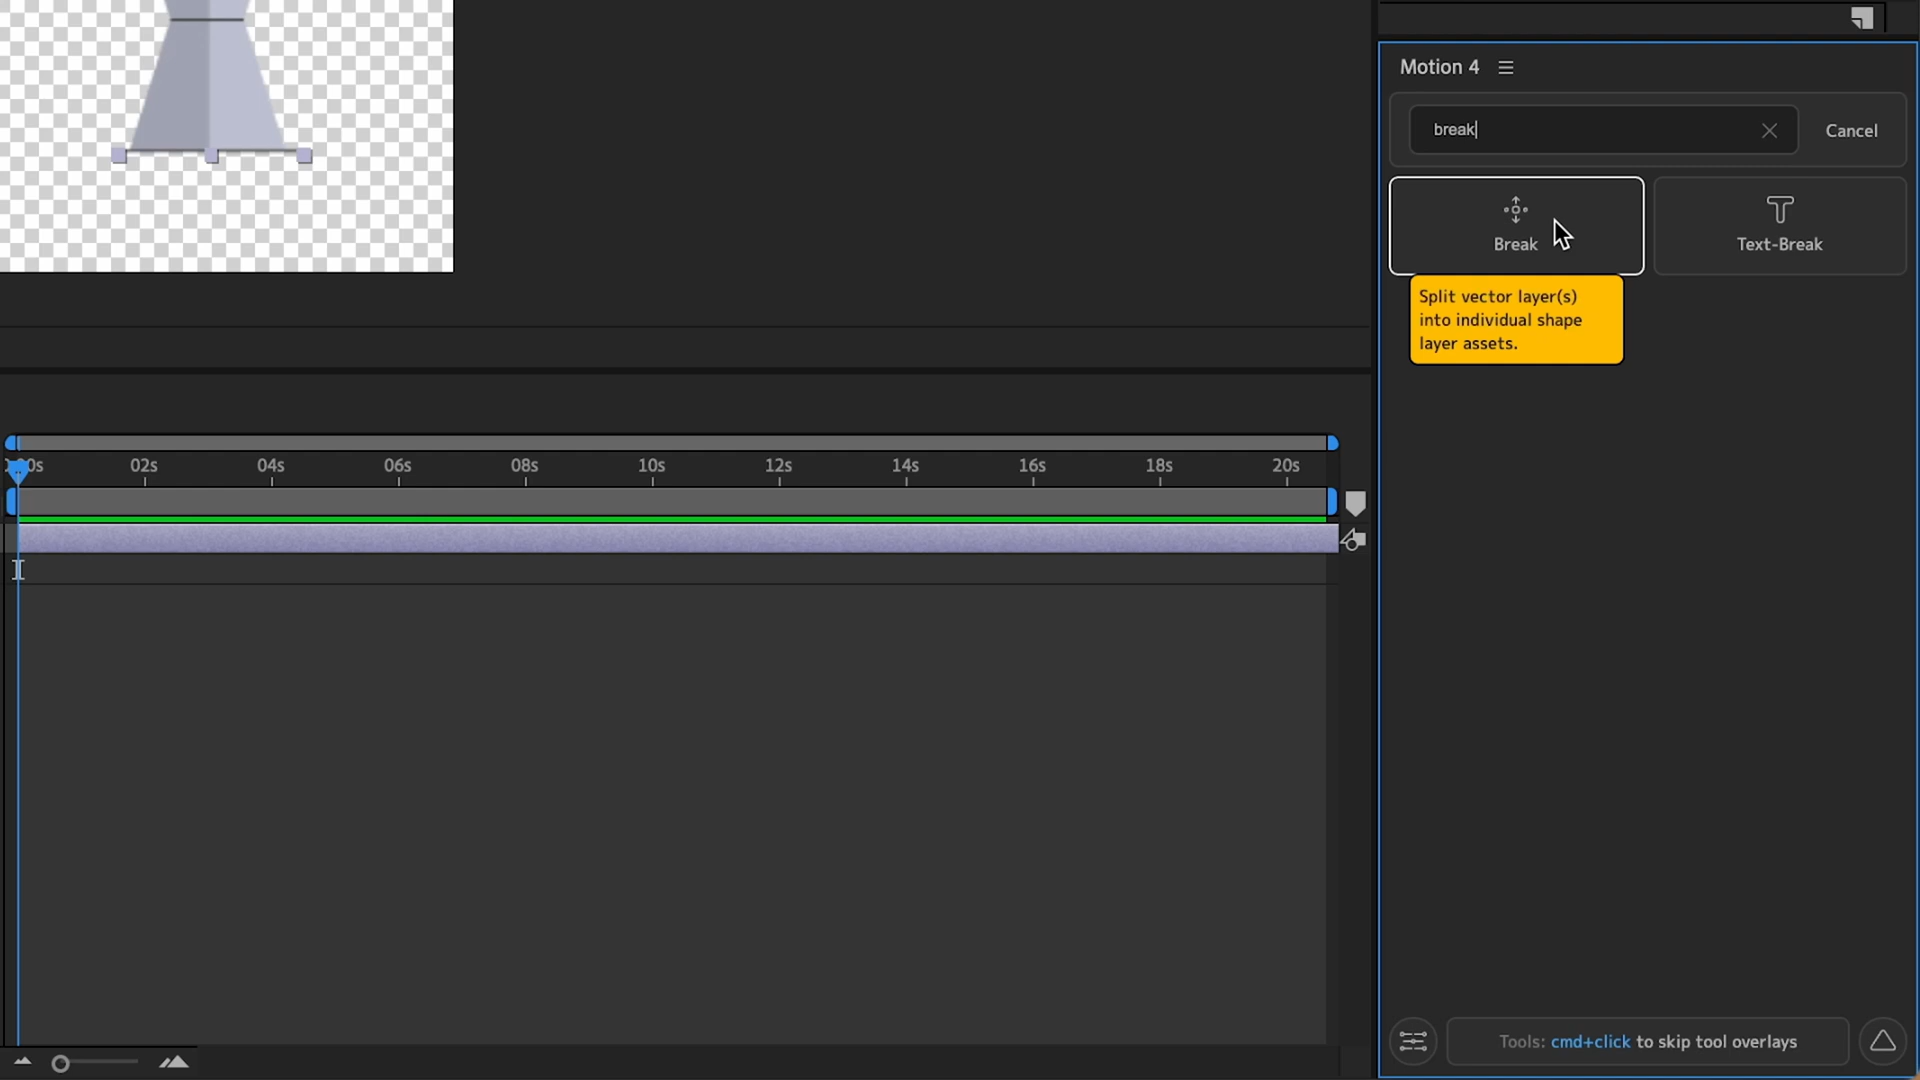 Motion 4
break
Cancel
Break
Text-Break
Split vector layer(s)
into individual shape
layer assets.
02s
04s
06s
08s
10s
12s
14s
16s
18s
20s
Tools: cmd+click to skip tool overlays